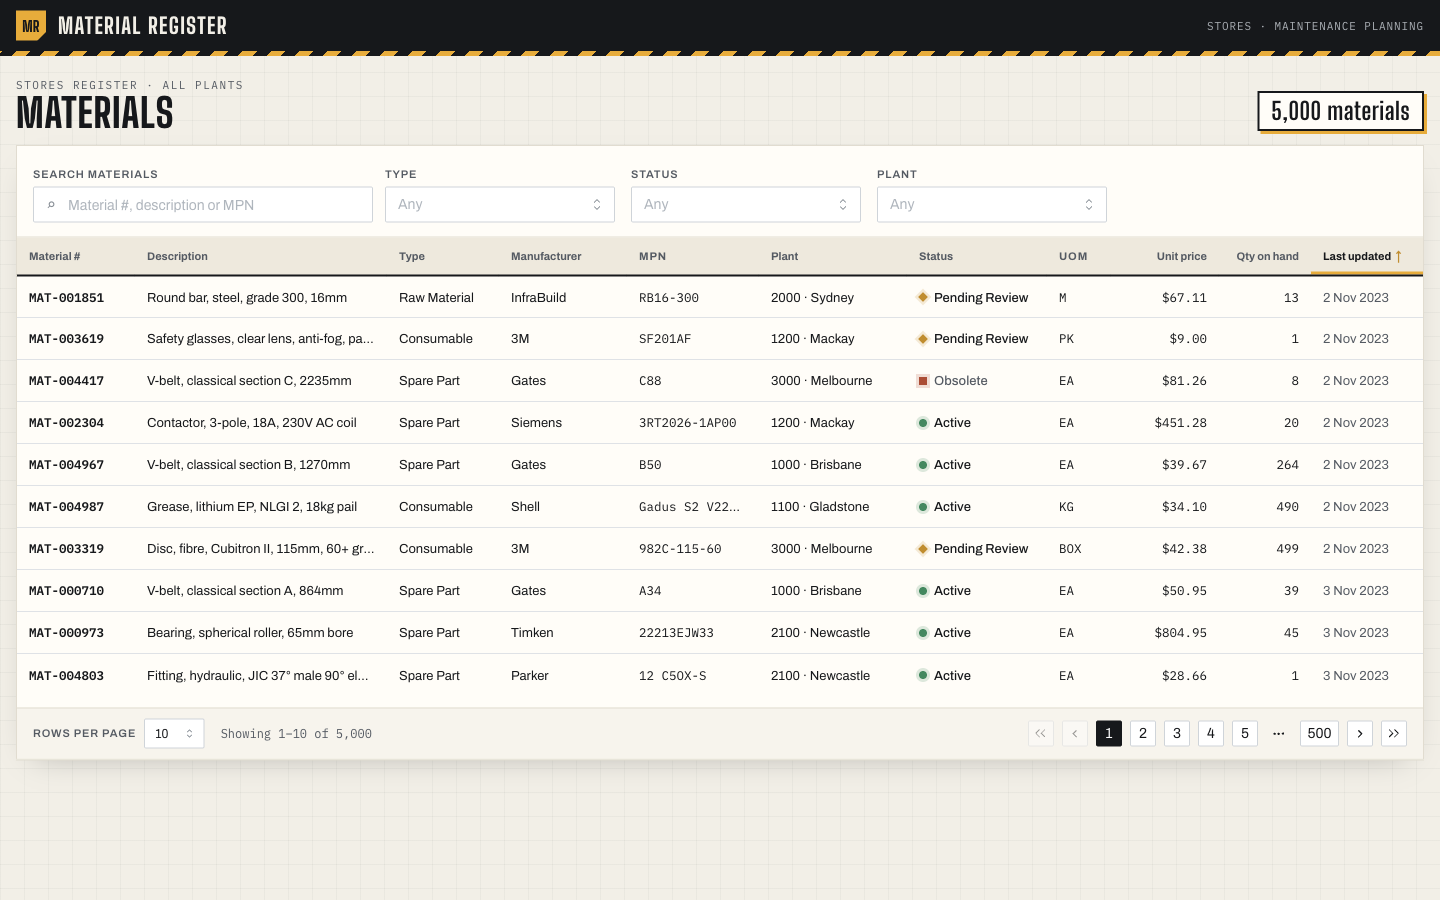 MR MATERIAL REGISTER STORES · MAINTENANCE PLANNING
STORES REGISTER · ALL PLANTS
MATERIALS
5,000 materials
SEARCH MATERIALS TYPE STATUS PLANT
Material #, description or MPN Any Any Any
Material # Description Type Manufacturer MPN Plant Status UOM Unit price Qty on hand Last updated ↑
MAT-001851 Round bar, steel, grade 300, 16mm Raw Material InfraBuild RB16-300 2000 · Sydney Pending Review M $67.11 13 2 Nov 2023
MAT-003619 Safety glasses, clear lens, anti-fog, pa... Consumable 3M SF201AF 1200 · Mackay Pending Review PK $9.00 1 2 Nov 2023
MAT-004417 V-belt, classical section C, 2235mm Spare Part Gates C88 3000 · Melbourne Obsolete EA $81.26 8 2 Nov 2023
MAT-002304 Contactor, 3-pole, 18A, 230V AC coil Spare Part Siemens 3RT2026-1AP00 1200 · Mackay Active EA $451.28 20 2 Nov 2023
MAT-004967 V-belt, classical section B, 1270mm Spare Part Gates B50 1000 · Brisbane Active EA $39.67 264 2 Nov 2023
MAT-004987 Grease, lithium EP, NLGI 2, 18kg pail Consumable Shell Gadus S2 V22... 1100 · Gladstone Active KG $34.10 490 2 Nov 2023
MAT-003319 Disc, fibre, Cubitron II, 115mm, 60+ gr... Consumable 3M 982C-115-60 3000 · Melbourne Pending Review BOX $42.38 499 2 Nov 2023
MAT-000710 V-belt, classical section A, 864mm Spare Part Gates A34 1000 · Brisbane Active EA $50.95 39 3 Nov 2023
MAT-000973 Bearing, spherical roller, 65mm bore Spare Part Timken 22213EJW33 2100 · Newcastle Active EA $804.95 45 3 Nov 2023
MAT-004803 Fitting, hydraulic, JIC 37° male 90° el... Spare Part Parker 12 C5OX-S 2100 · Newcastle Active EA $28.66 1 3 Nov 2023
ROWS PER PAGE 10 Showing 1–10 of 5,000 1 2 3 4 5 ... 500